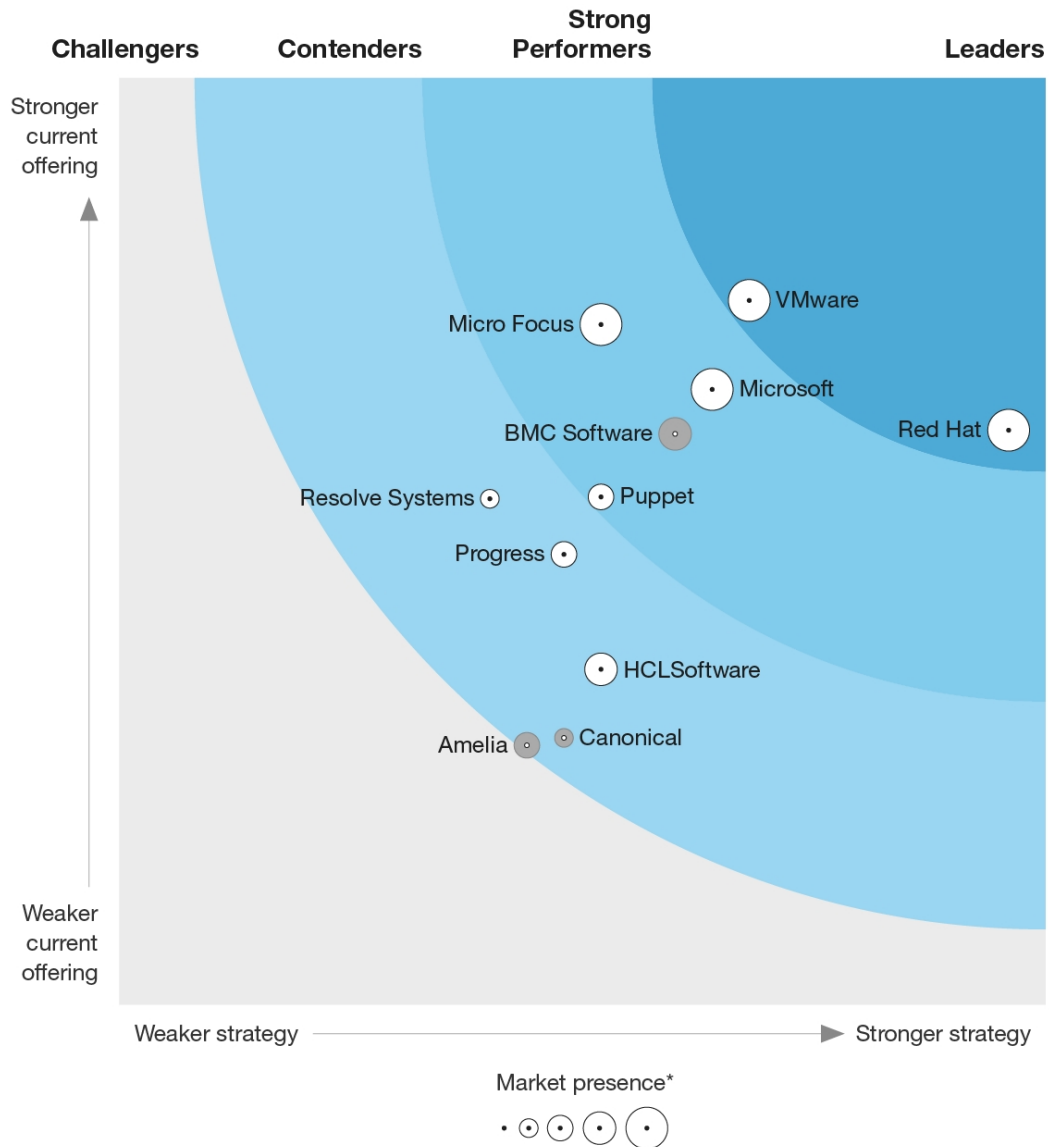 Strong
Challengers Contenders Performers Leaders
Stronger
current
offering
VMware
Micro Focus
Microsoft
Red Hat
BMC Software
Puppet
Resolve Systems
Progress
HCLSoftware
Canonical
Amelia
Weaker
current
offering
Weaker strategy Stronger strategy
Market presence*